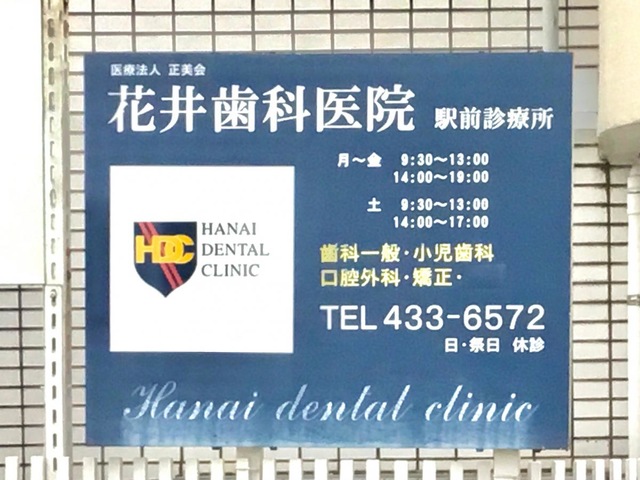 医療法人 正美会
花井歯科医院 駅前診療所
月～金 9:30～13:00
14:00～19:00
土 9:30～13:00
14:00～17:00
歯科一般・小児歯科
口腔外科・矯正・
TEL 433-6572
日・祭日 休診
HDC
HANAI
DENTAL
CLINIC
Hanai dental clinic